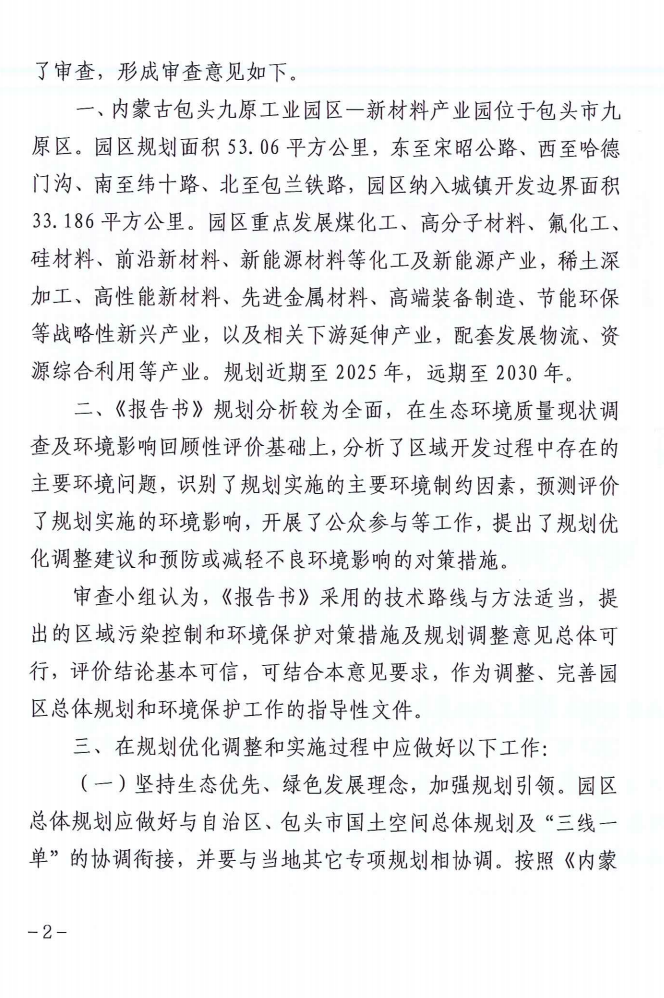 了审查，形成审查意见如下。
一、内蒙古包头九原工业园区—新材料产业园位于包头市九
原区。园区规划面积 53.06 平方公里，东至宋昭公路、西至哈德
门沟、南至纬十路、北至包兰铁路，园区纳入城镇开发边界面积
33.186 平方公里。园区重点发展煤化工、高分子材料、氟化工、
硅材料、前沿新材料、新能源材料等化工及新能源产业，稀土深
加工、高性能新材料、先进金属材料、高端装备制造、节能环保
等战略性新兴产业，以及相关下游延伸产业，配套发展物流、资
源综合利用等产业。规划近期至 2025 年，远期至 2030 年。
二、《报告书》规划分析较为全面，在生态环境质量现状调
查及环境影响回顾性评价基础上，分析了区域开发过程中存在的
主要环境问题，识别了规划实施的主要环境制约因素，预测评价
了规划实施的环境影响，开展了公众参与等工作，提出了规划优
化调整建议和预防或减轻不良环境影响的对策措施。
审查小组认为，《报告书》采用的技术路线与方法适当，提
出的区域污染控制和环境保护对策措施及规划调整意见总体可
行，评价结论基本可信，可结合本意见要求，作为调整、完善园
区总体规划和环境保护工作的指导性文件。
三、在规划优化调整和实施过程中应做好以下工作：
（一）坚持生态优先、绿色发展理念，加强规划引领。园区
总体规划应做好与自治区、包头市国土空间总体规划及“三线一
单”的协调衔接，并要与当地其它专项规划相协调。按照《内蒙
-2-